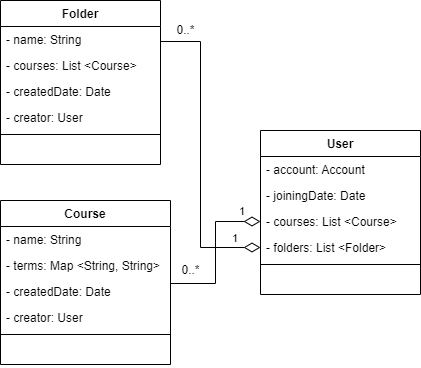 Folder
- name: String
- courses: List <Course>
- createdDate: Date
- creator: User
0..*
User
- account: Account
- joiningDate: Date
- courses: List <Course>
- folders: List <Folder>
1
1
Course
- name: String
- terms: Map <String, String>
- createdDate: Date
- creator: User
0..*